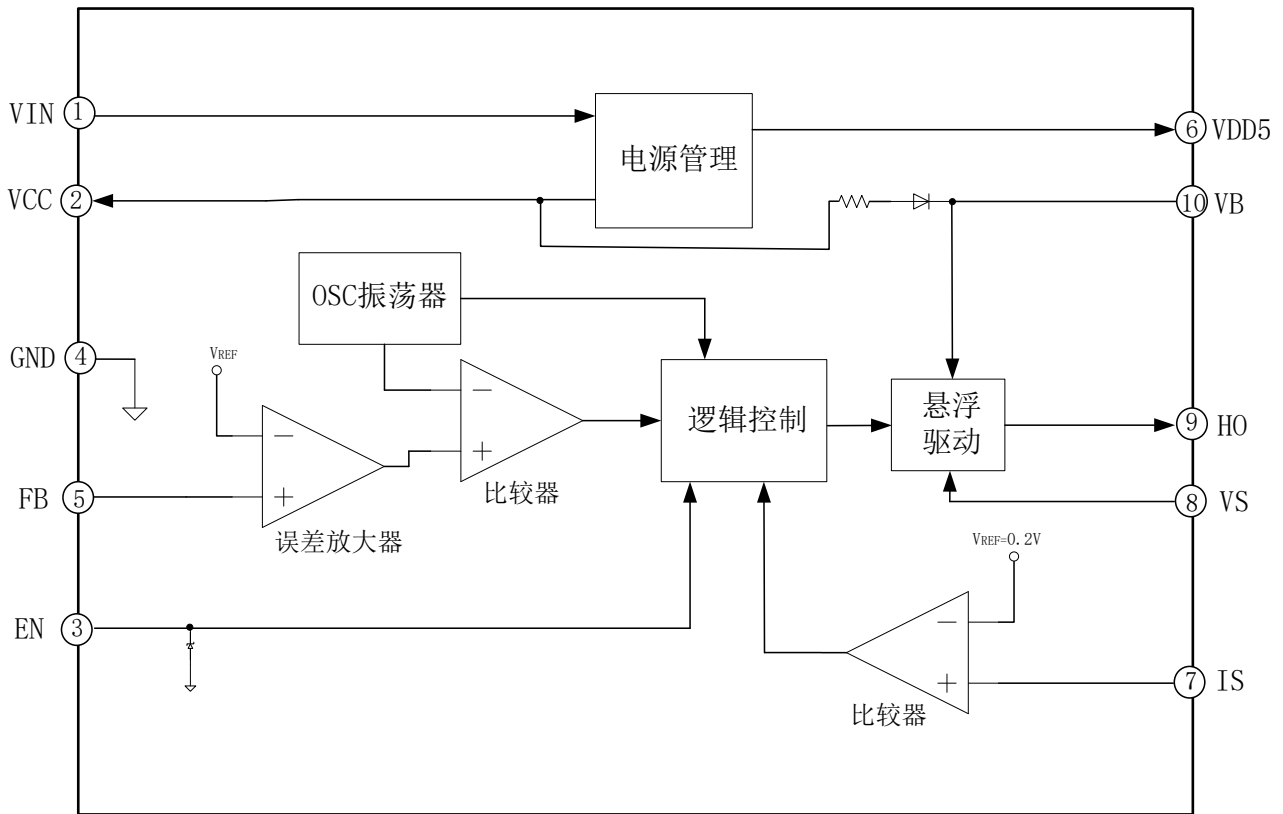 VIN ① 电源管理 ⑥ VDD5
VCC ② ⑩ VB
OSC振荡器
GND ④
VREF
− − 逻辑控制 悬浮
驱动 ⑨ HO
+ 比较器
FB ⑤ + ⑧ VS
误差放大器
VREF=0.2V
EN ③ −
+ ⑦ IS
比较器